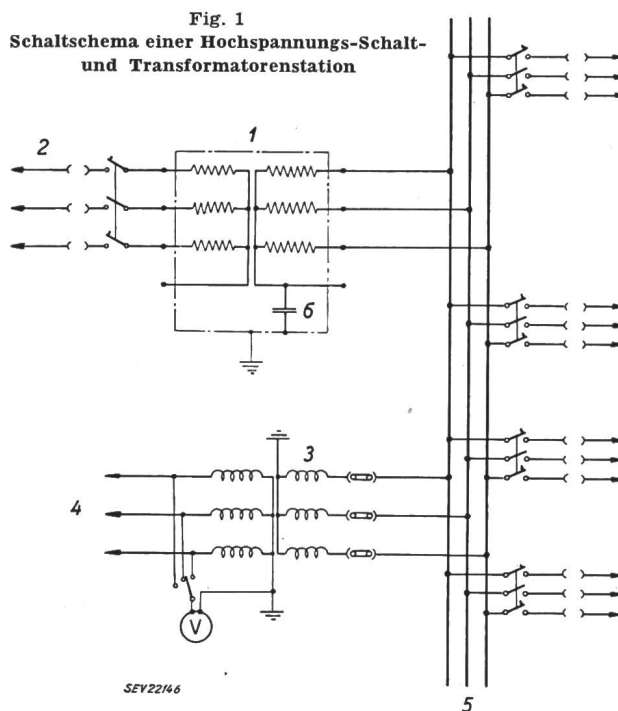 Fig. 1
Schaltschema einer Hochspannungs-Schalt-
und Transformatorenstation
1
2
6
3
4
V
SEV22146
5